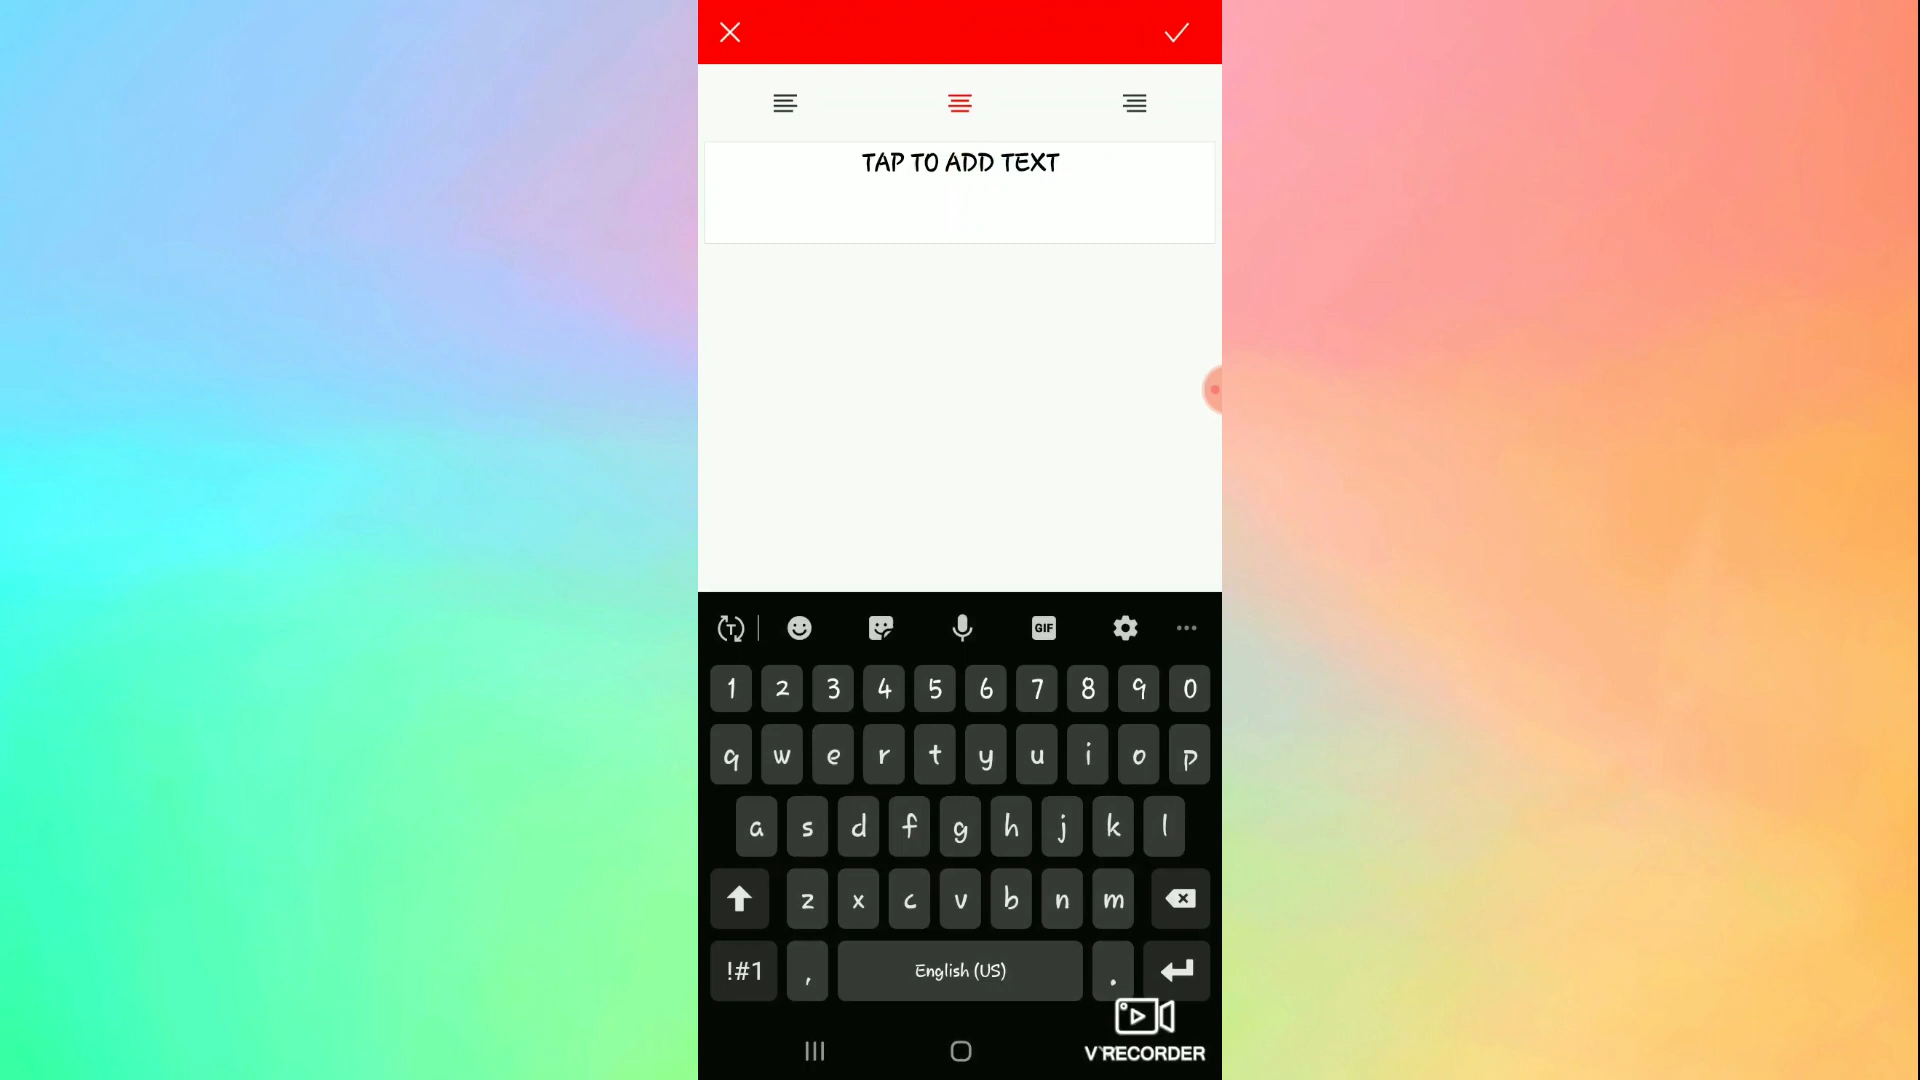 TAP TO ADD TEXT
T GIF
1 2 3 4 5 6 7 8 9 0
q w e r t y u i o p
a s d f g h j k l
z x c v b n m
!#1 , English (US) .
V RECORDER